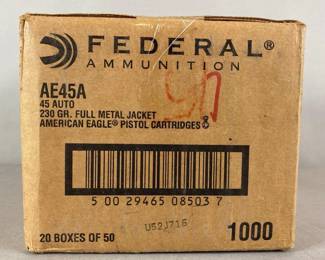 FEDERAL®
AMMUNITION
AE45A
45 AUTO
230 GR. FULL METAL JACKET
AMERICAN EAGLE® PISTOL CARTRIDGES
5 00 29465 08503 7
20 BOXES OF 50
1000